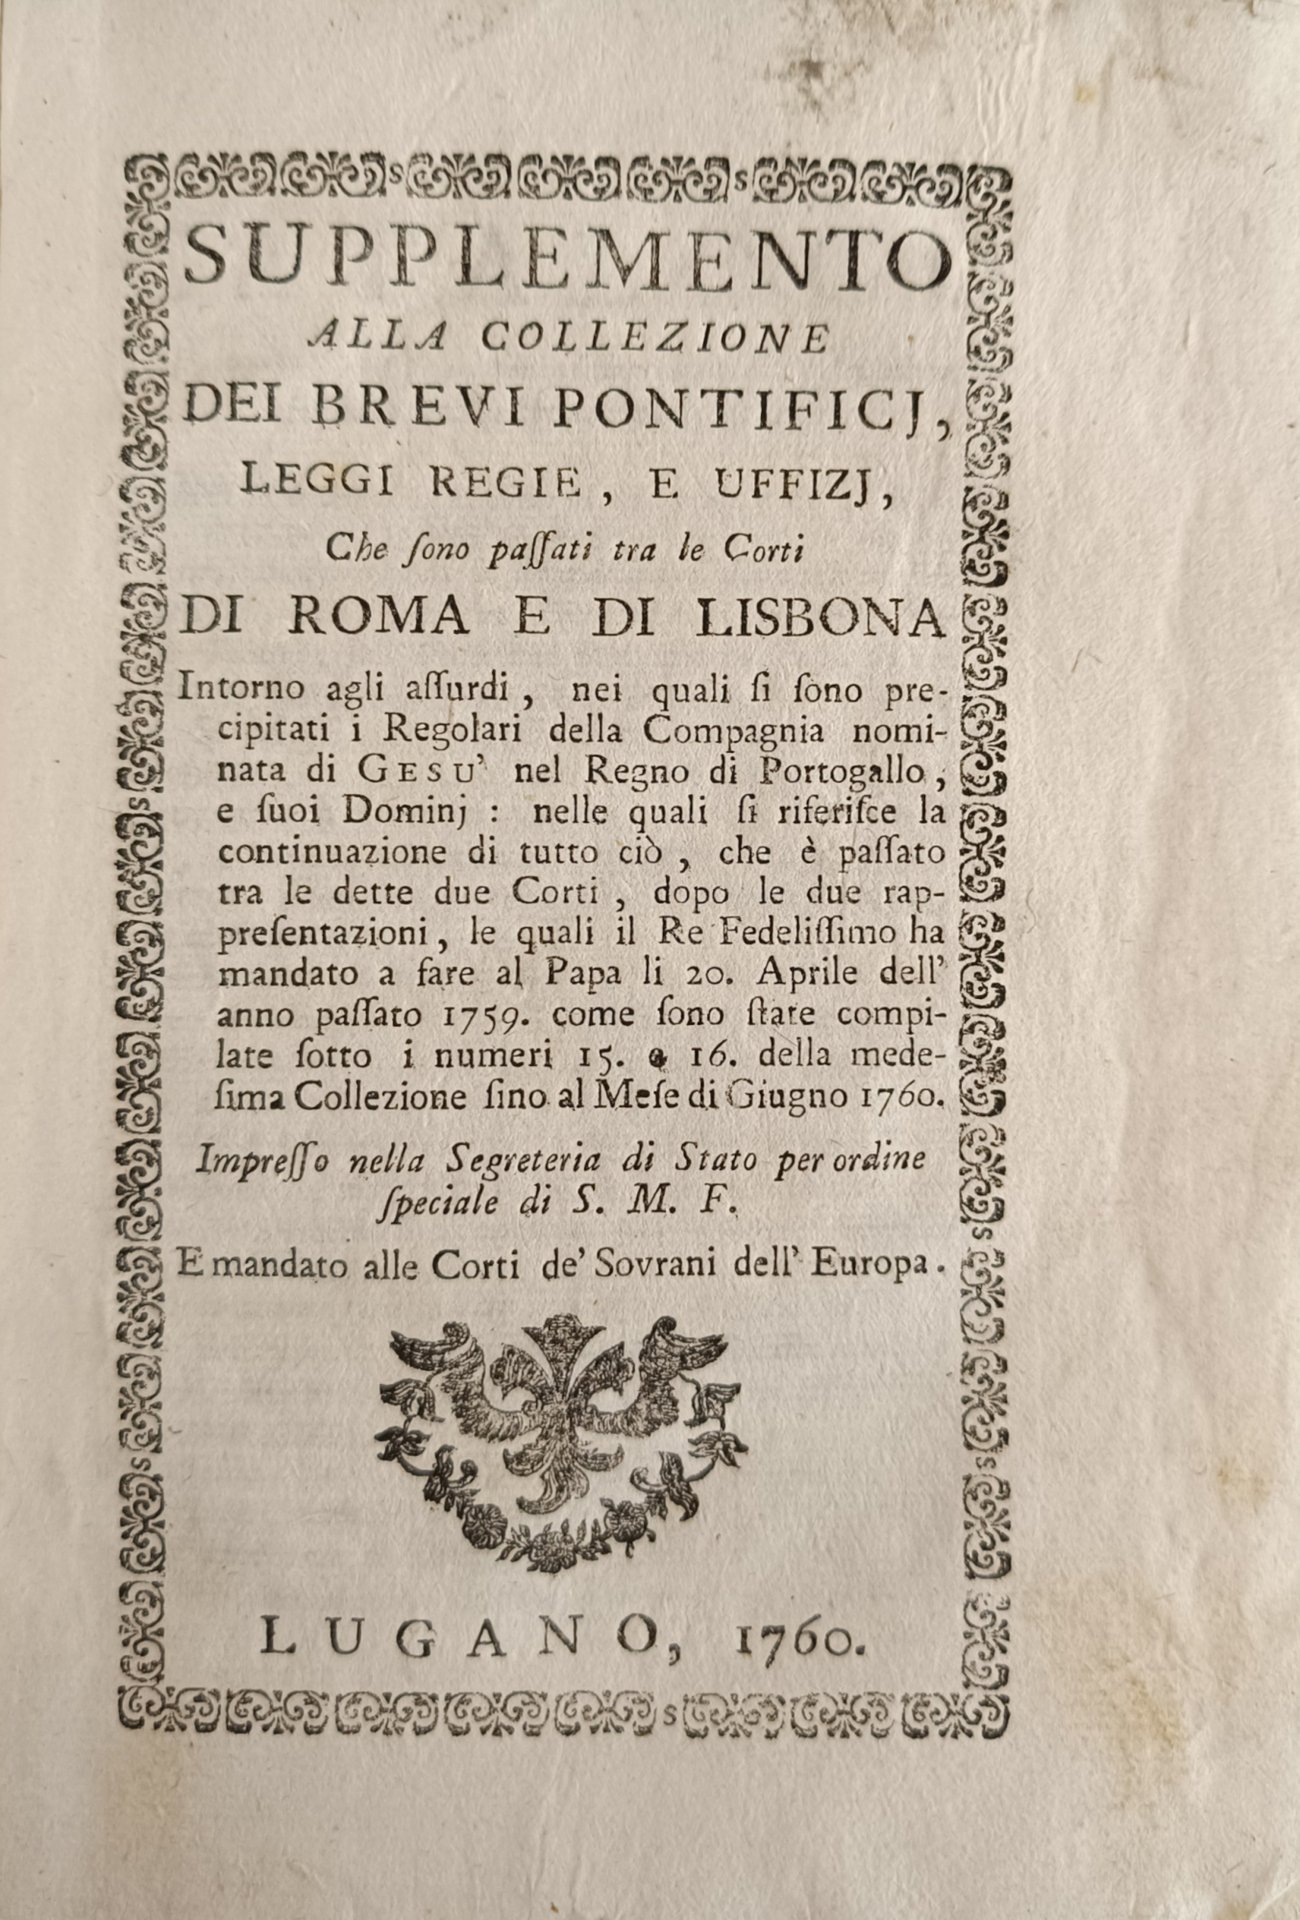 SUPPLEMENTO
ALLA COLLEZIONE
DEI BREVI PONTIFICJ,
LEGGI REGIE, E UFFIZJ,
Che ſono paſſati tra le Corti
DI ROMA E DI LISBONA
Intorno agli aſſurdi, nei quali ſi ſono pre-
cipitati i Regolari della Compagnia nomi-
nata di GESU' nel Regno di Portogallo,
e ſuoi Dominj: nelle quali ſi riferiſce la
continuazione di tutto ciò, che è paſſato
tra le dette due Corti, dopo le due rap-
preſentazioni, le quali il Re Fedeliſſimo ha
mandato a fare al Papa li 20. Aprile dell'
anno paſſato 1759. come ſono ſtate compi-
late ſotto i numeri 15. e 16. della mede-
ſima Collezione ſino al Meſe di Giugno 1760.
Impreſſo nella Segreteria di Stato per ordine
ſpeciale di S. M. F.
E mandato alle Corti de' Sovrani dell' Europa.
LUGANO, 1760.